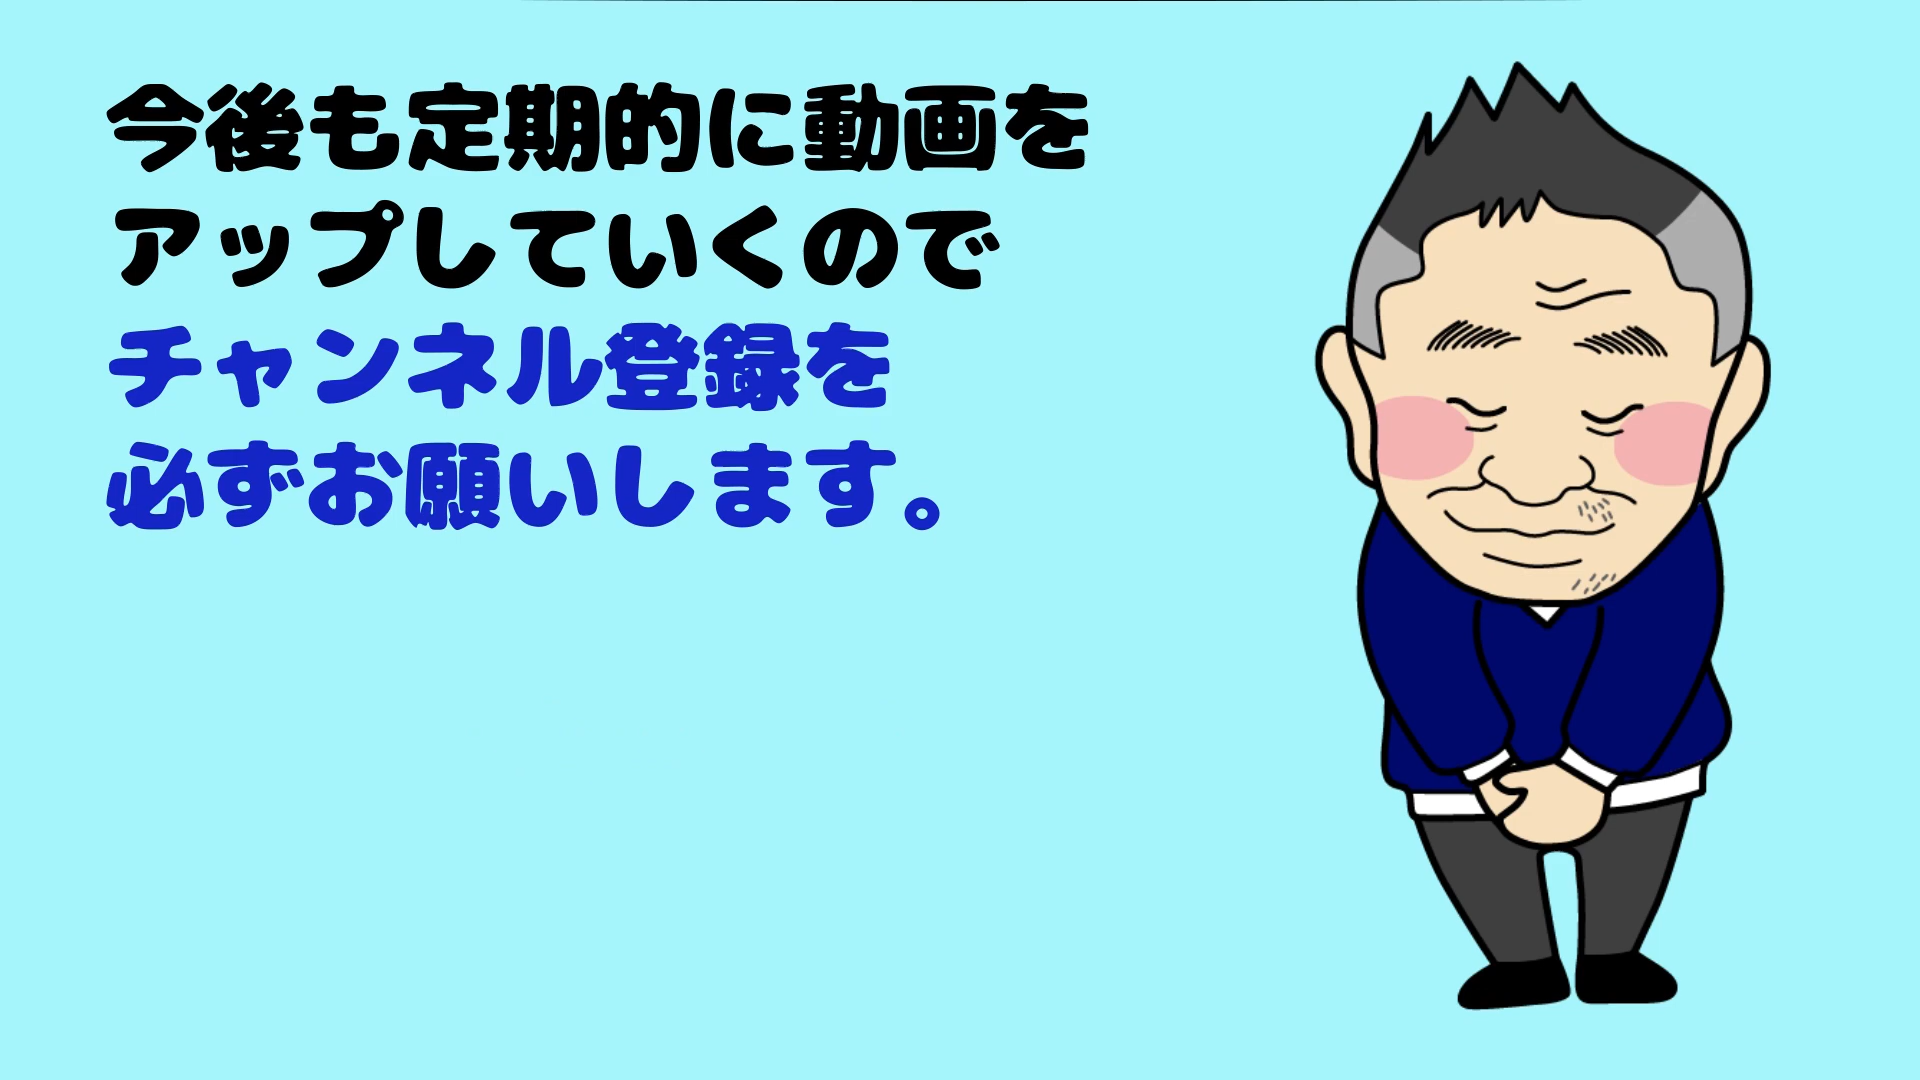 今後も定期的に動画を
アップしていくので
チャンネル登録を
必ずお願いします。